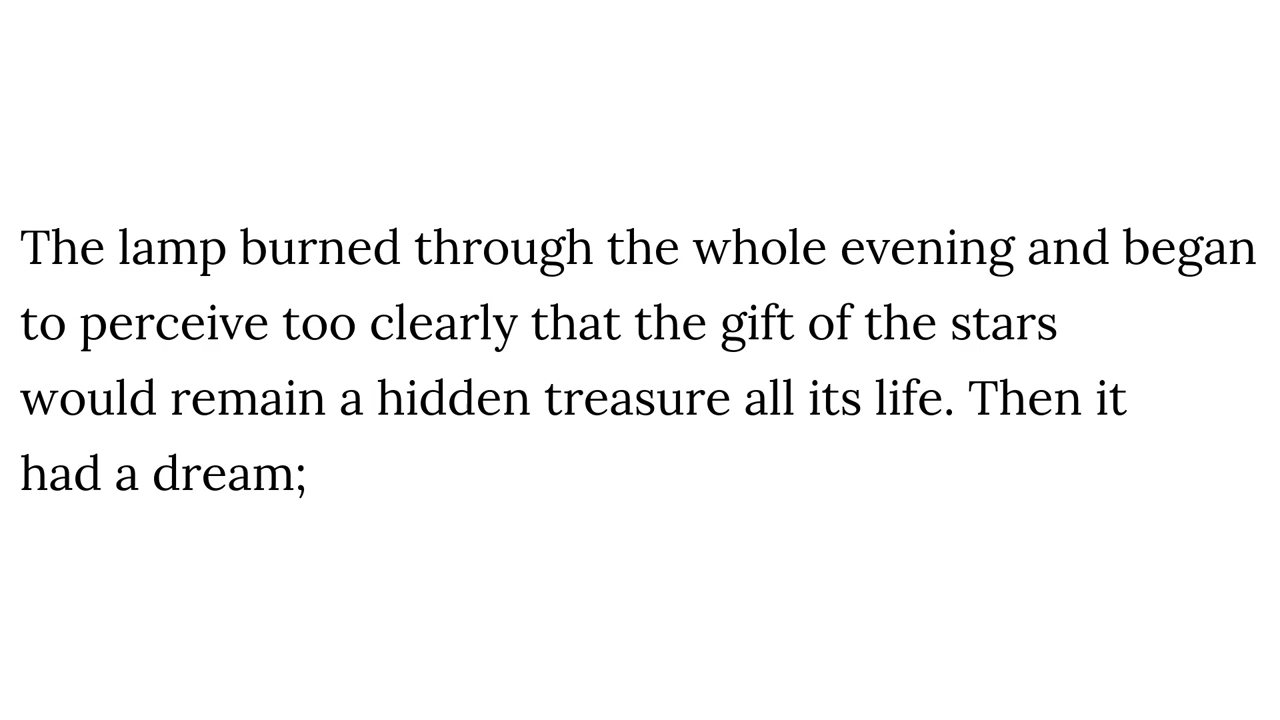 The lamp burned through the whole evening and began
to perceive too clearly that the gift of the stars
would remain a hidden treasure all its life. Then it
had a dream;